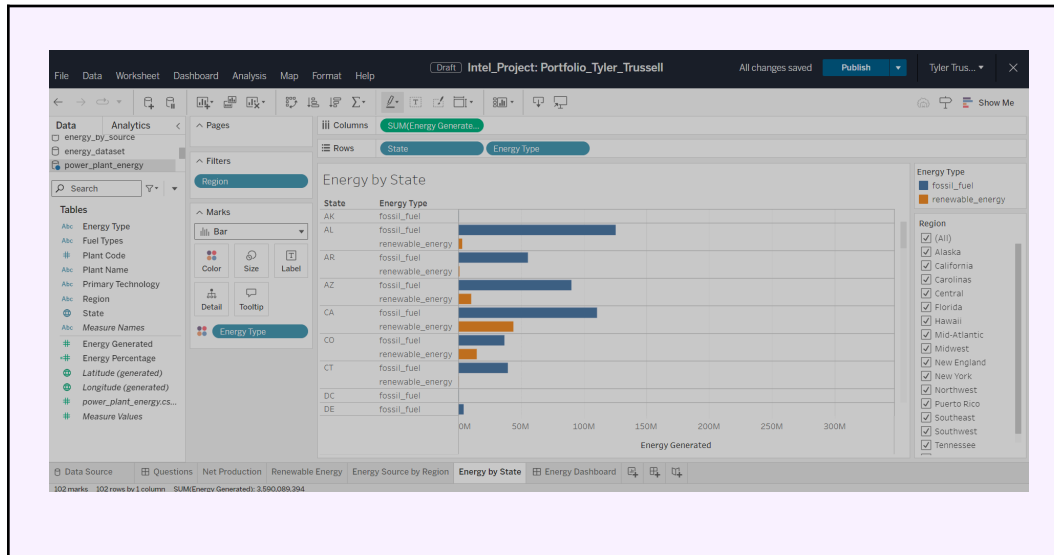 Draft Intel_Project: Portfolio_Tyler_Trussell All changes saved Publish Tyler Trus...
File Data Worksheet Dashboard Analysis Map Format Help
Show Me
Data Analytics
energy_by_source
energy_dataset
power_plant_energy
Search
Tables
Abc Energy Type
Abc Fuel Types
# Plant Code
Abc Plant Name
Abc Primary Technology
Abc Region
State
Abc Measure Names
# Energy Generated
=# Energy Percentage
Latitude (generated)
Longitude (generated)
# power_plant_energy.cs...
# Measure Values
Pages
Filters
Region
Marks
Bar
Color Size Label
Detail Tooltip
Energy Type
Columns SUM(Energy Generate...
Rows State Energy Type
Energy by State
State Energy Type
AK fossil_fuel
AL fossil_fuel
renewable_energy
AR fossil_fuel
renewable_energy
AZ fossil_fuel
renewable_energy
CA fossil_fuel
renewable_energy
CO fossil_fuel
renewable_energy
CT fossil_fuel
renewable_energy
DC fossil_fuel
DE fossil_fuel
0M 50M 100M 150M 200M 250M 300M
Energy Generated
Energy Type
fossil_fuel
renewable_energy
Region
(All)
Alaska
California
Carolinas
Central
Florida
Hawaii
Mid-Atlantic
Midwest
New England
New York
Northwest
Puerto Rico
Southeast
Southwest
Tennessee
Data Source Questions Net Production Renewable Energy Energy Source by Region Energy by State Energy Dashboard
102 marks 102 rows by 1 column SUM(Energy Generated): 3,590,089,394